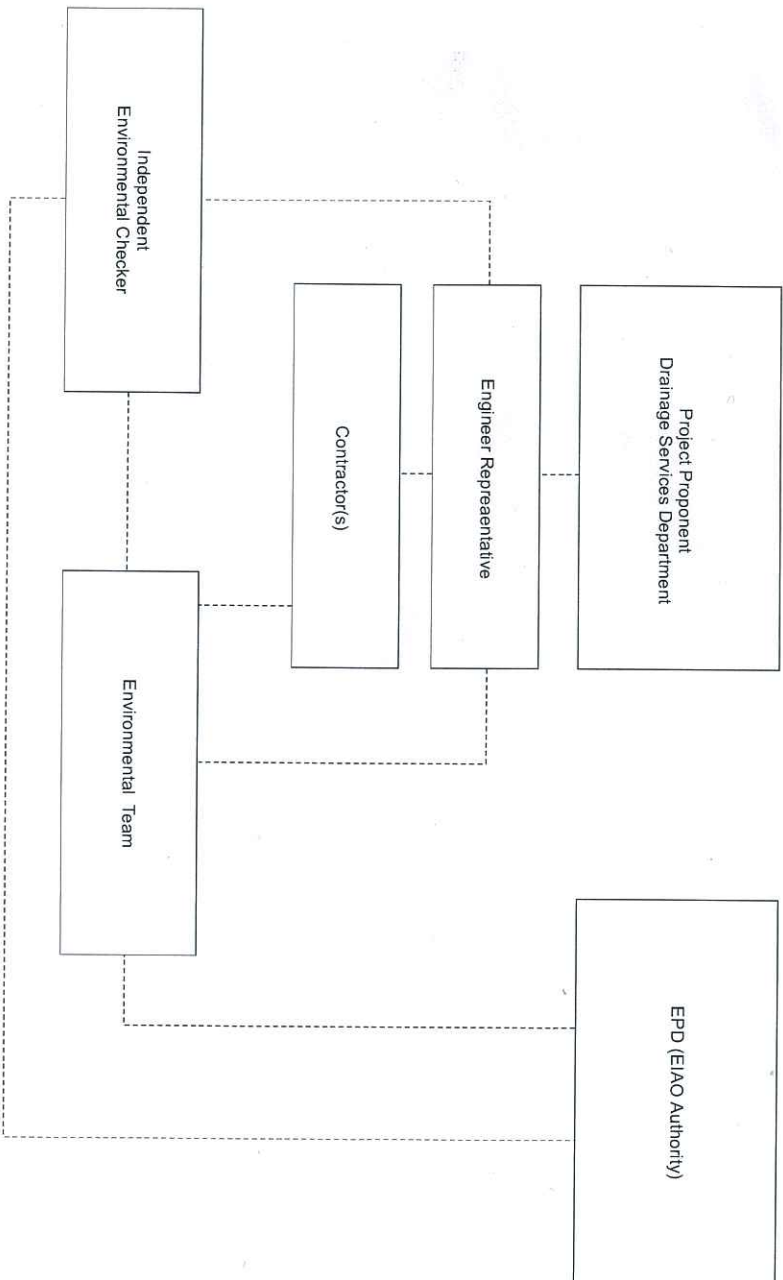 Project Proponent
Drainage Services Department
EPD (EIAO Authority)
Engineer Repreaentative
Contractor(s)
Independent
Environmental Checker
Environmental Team